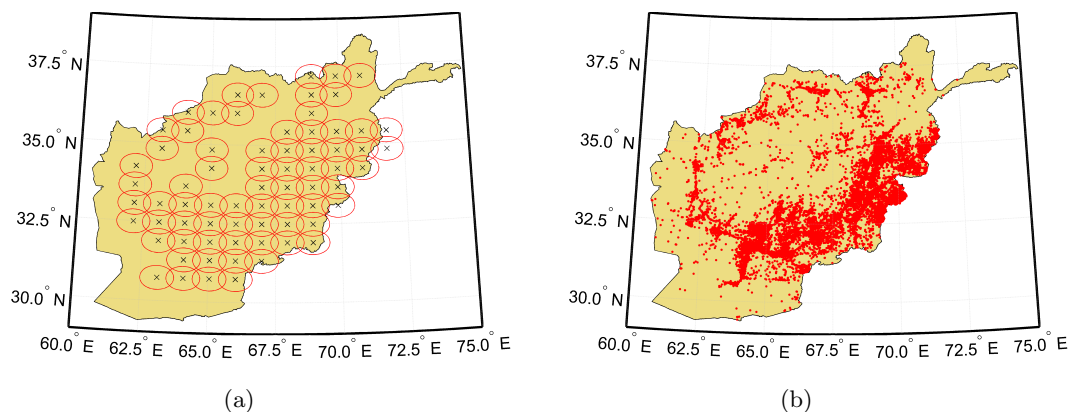 37.5° N
35.0° N
32.5° N
30.0° N
60.0° E
62.5° E
65.0° E
67.5° E
70.0° E
72.5° E
75.0° E
(a)
37.5° N
35.0° N
32.5° N
30.0° N
60.0° E
62.5° E
65.0° E
67.5° E
70.0° E
72.5° E
75.0° E
(b)